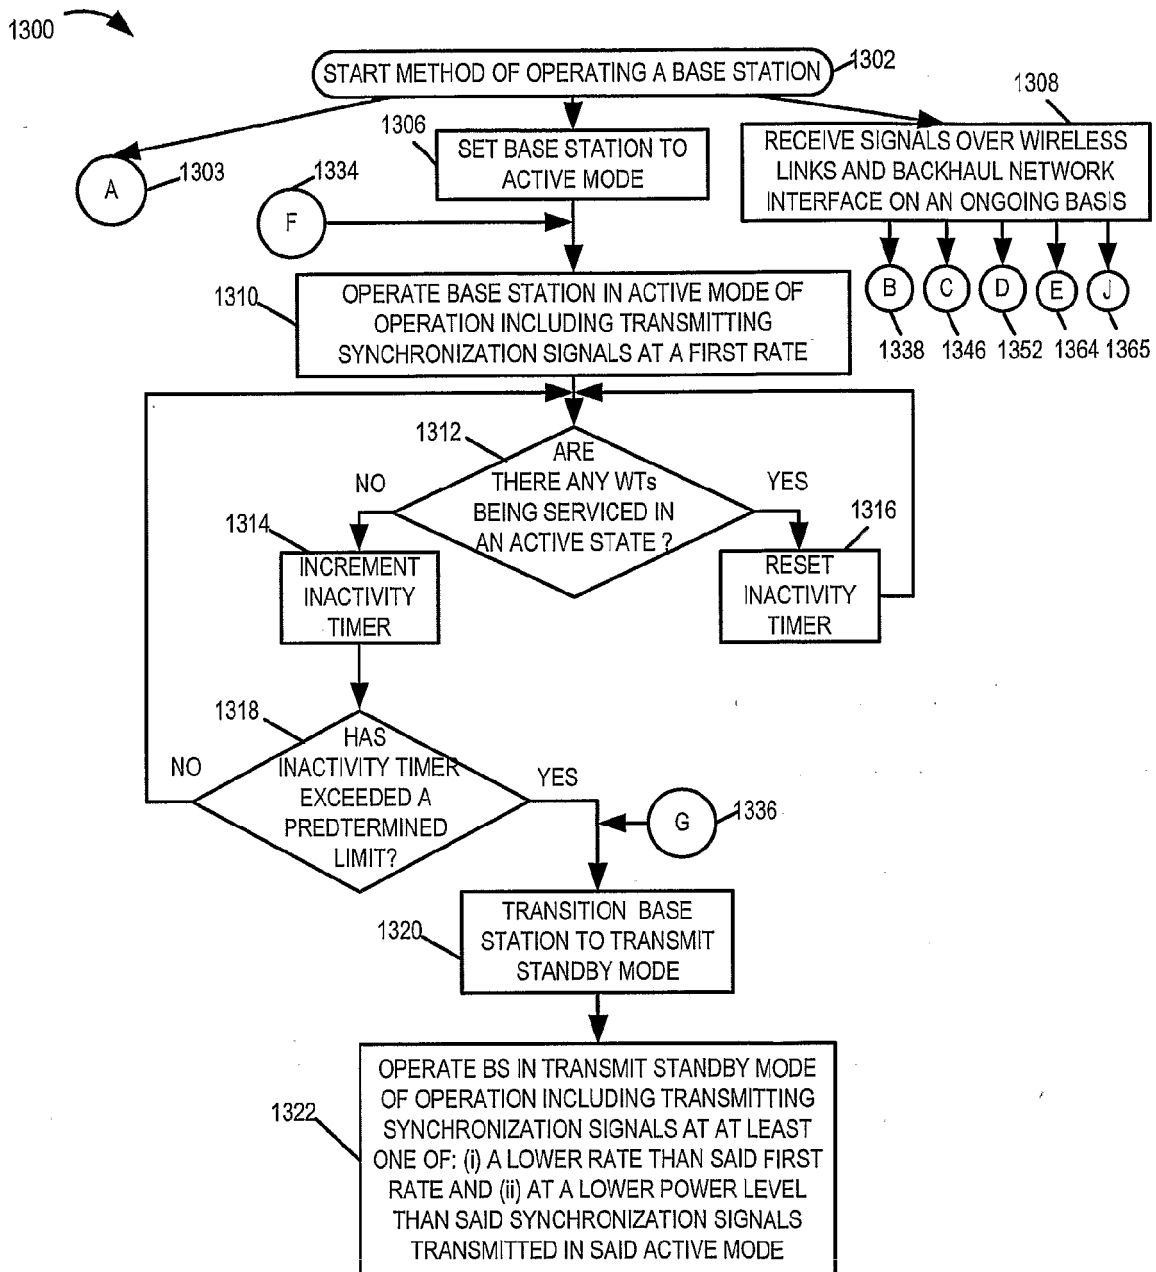 1300
START METHOD OF OPERATING A BASE STATION
1302
1308
1306
SET BASE STATION TO
ACTIVE MODE
RECEIVE SIGNALS OVER WIRELESS
LINKS AND BACKHAUL NETWORK
INTERFACE ON AN ONGOING BASIS
A
1303
1334
F
B
C
D
E
J
1338
1346
1352
1364
1365
1310
OPERATE BASE STATION IN ACTIVE MODE OF
OPERATION INCLUDING TRANSMITTING
SYNCHRONIZATION SIGNALS AT A FIRST RATE
1312
ARE
THERE ANY WTs
BEING SERVICED IN
AN ACTIVE STATE ?
NO
YES
1314
INCREMENT
INACTIVITY
TIMER
1316
RESET
INACTIVITY
TIMER
1318
HAS
INACTIVITY TIMER
EXCEEDED A
PREDTERMINED
LIMIT?
NO
YES
G
1336
1320
TRANSITION BASE
STATION TO TRANSMIT
STANDBY MODE
1322
OPERATE BS IN TRANSMIT STANDBY MODE
OF OPERATION INCLUDING TRANSMITTING
SYNCHRONIZATION SIGNALS AT AT LEAST
ONE OF: (i) A LOWER RATE THAN SAID FIRST
RATE AND (ii) AT A LOWER POWER LEVEL
THAN SAID SYNCHRONIZATION SIGNALS
TRANSMITTED IN SAID ACTIVE MODE